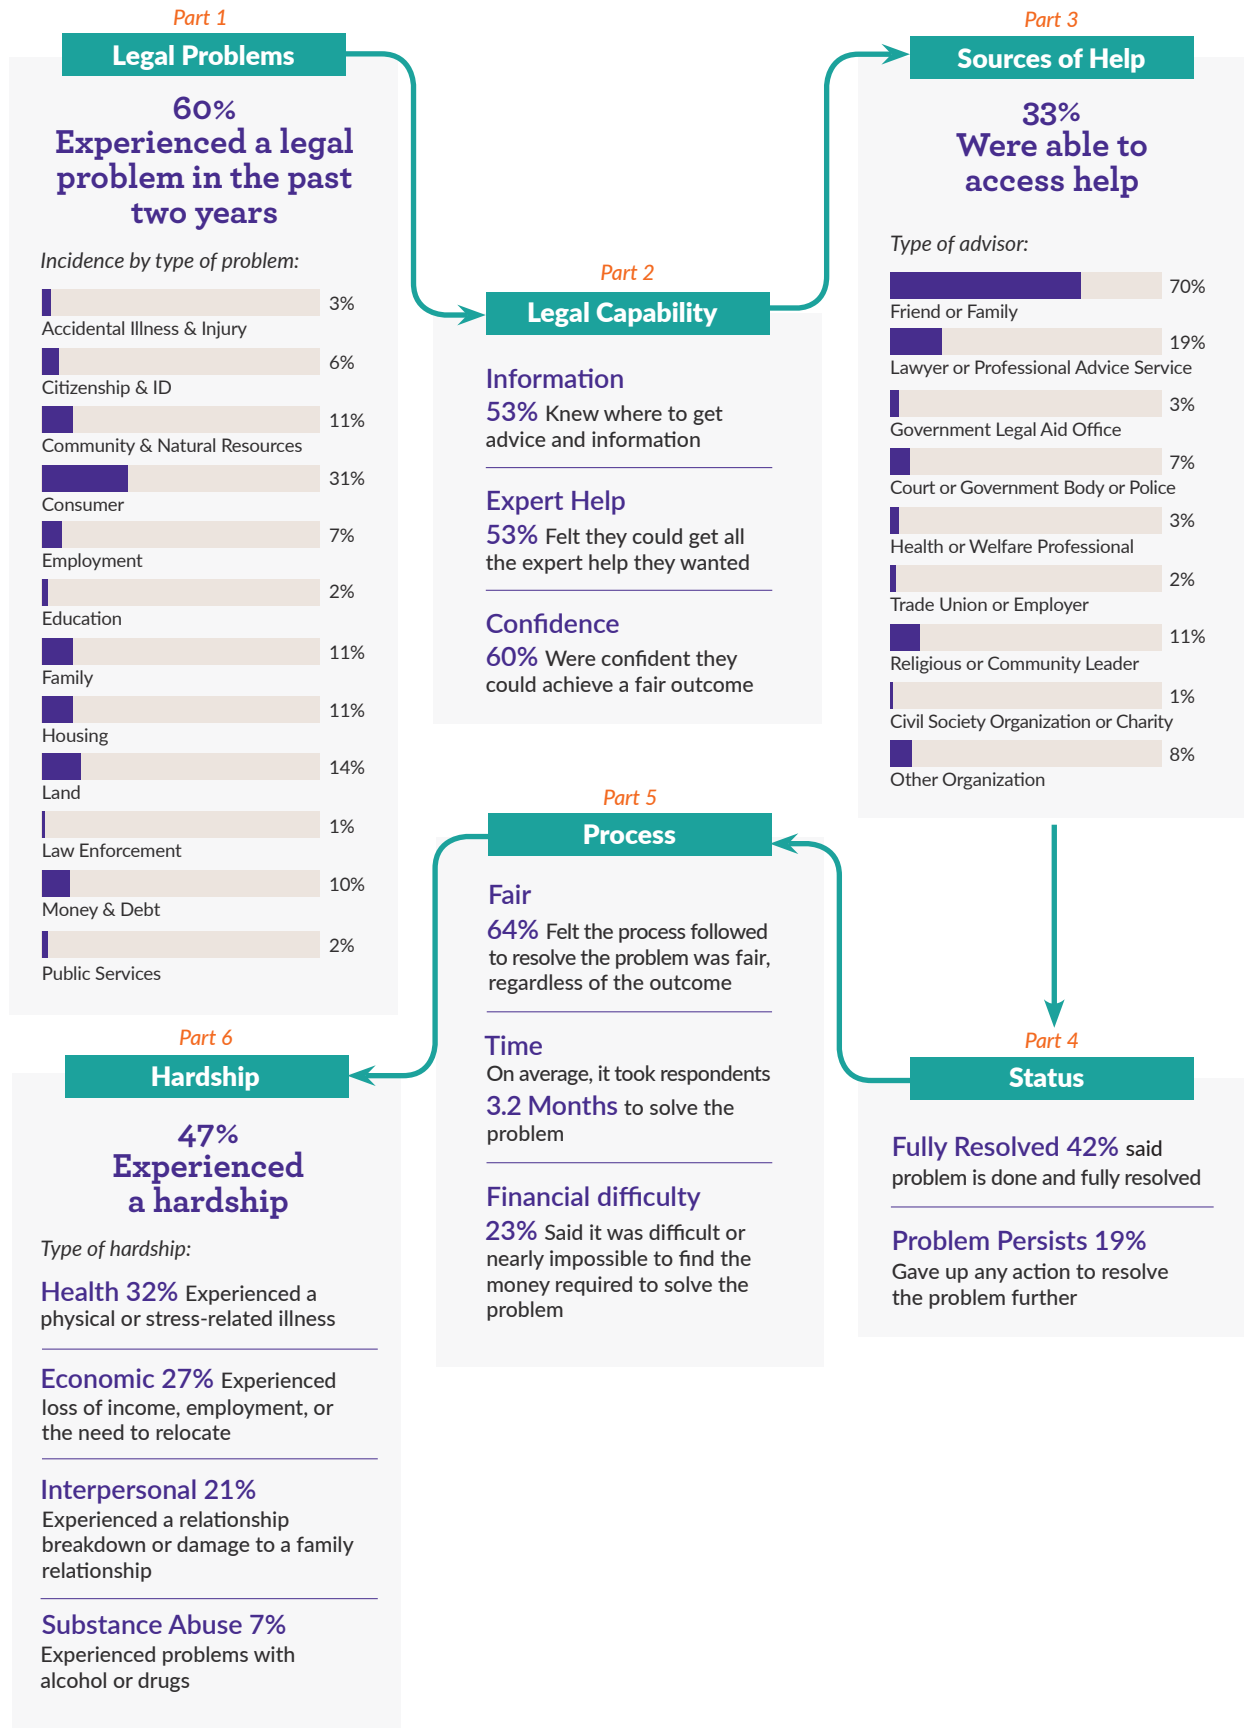 Part 1
Legal Problems
60%
Experienced a legal
problem in the past
two years
Incidence by type of problem:
3%
Accidental Illness & Injury
6%
Citizenship & ID
11%
Community & Natural Resources
31%
Consumer
7%
Employment
2%
Education
11%
Family
11%
Housing
14%
Land
1%
Law Enforcement
10%
Money & Debt
2%
Public Services
Part 2
Legal Capability
Information
53% Knew where to get
advice and information
Expert Help
53% Felt they could get all
the expert help they wanted
Confidence
60% Were confident they
could achieve a fair outcome
Part 3
Sources of Help
33%
Were able to
access help
Type of advisor:
70%
Friend or Family
19%
Lawyer or Professional Advice Service
3%
Government Legal Aid Office
7%
Court or Government Body or Police
3%
Health or Welfare Professional
2%
Trade Union or Employer
11%
Religious or Community Leader
1%
Civil Society Organization or Charity
8%
Other Organization
Part 4
Status
Fully Resolved 42% said
problem is done and fully resolved
Problem Persists 19%
Gave up any action to resolve
the problem further
Part 5
Process
Fair
64% Felt the process followed
to resolve the problem was fair,
regardless of the outcome
Time
On average, it took respondents
3.2 Months to solve the
problem
Financial difficulty
23% Said it was difficult or
nearly impossible to find the
money required to solve the
problem
Part 6
Hardship
47%
Experienced
a hardship
Type of hardship:
Health 32% Experienced a
physical or stress-related illness
Economic 27% Experienced
loss of income, employment, or
the need to relocate
Interpersonal 21%
Experienced a relationship
breakdown or damage to a family
relationship
Substance Abuse 7%
Experienced problems with
alcohol or drugs